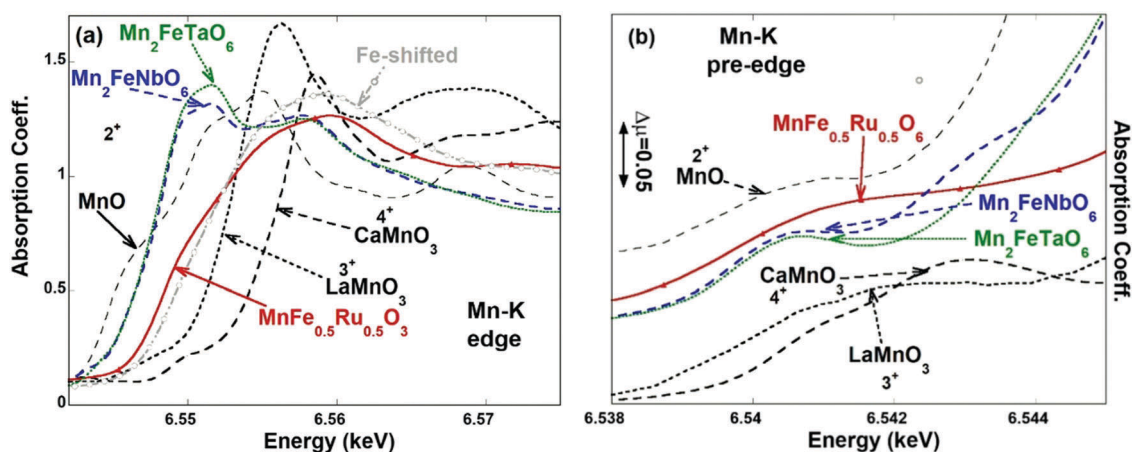 (a)
Mn₂FeTaO₆
Mn₂FeNbO₆
2⁺
MnO
Fe-shifted
4⁺
CaMnO₃
3⁺
LaMnO₃
MnFe₀.₅Ru₀.₅O₃
Mn-K
edge
Absorption Coeff.
1.5
1
0.5
0
6.55
6.56
6.57
Energy (keV)
(b)
Mn-K
pre-edge
Δμ=0.05
MnFe₀.₅Ru₀.₅O₆
2⁺
MnO
Mn₂FeNbO₆
Mn₂FeTaO₆
CaMnO₃
4⁺
LaMnO₃
3⁺
Absorption Coeff.
6.538
6.54
6.542
6.544
Energy (keV)